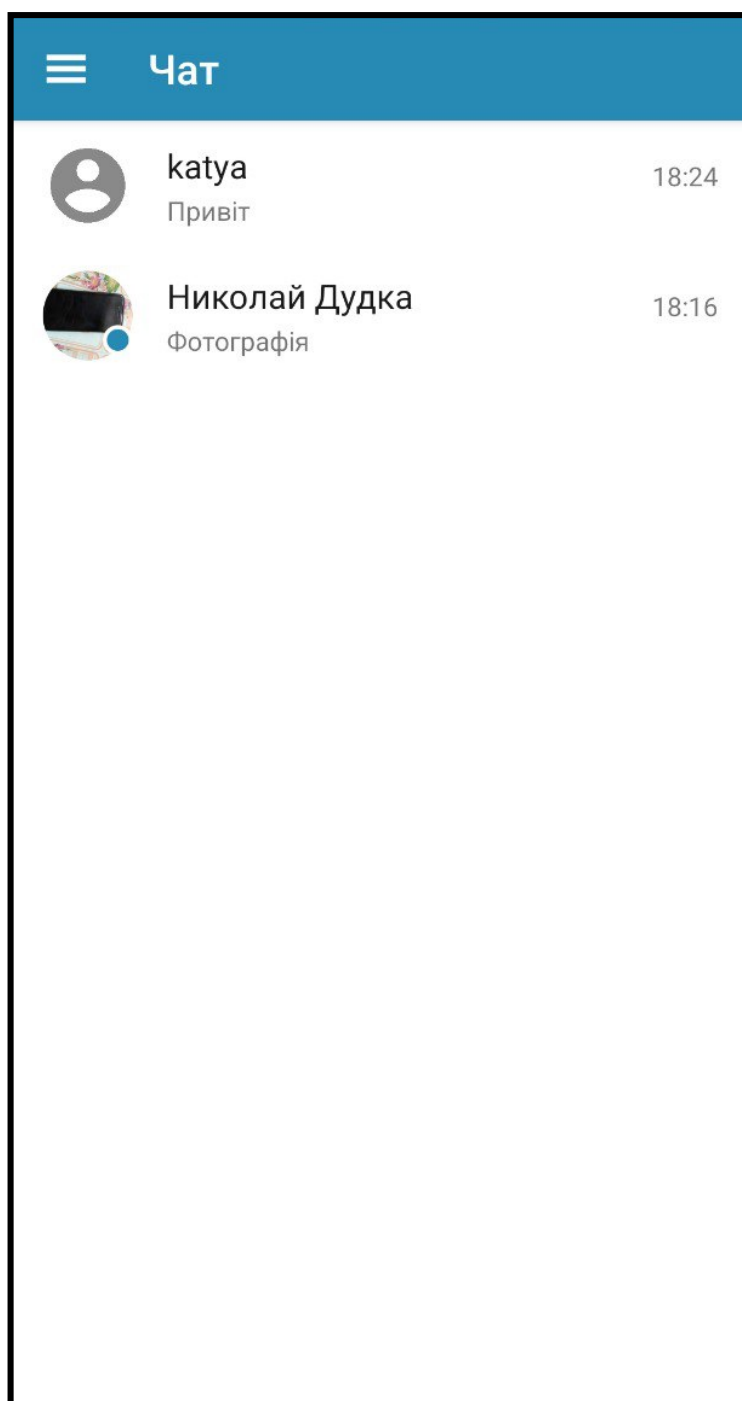 Чат
katya
18:24
Привіт
Николай Дудка
18:16
Фотографія